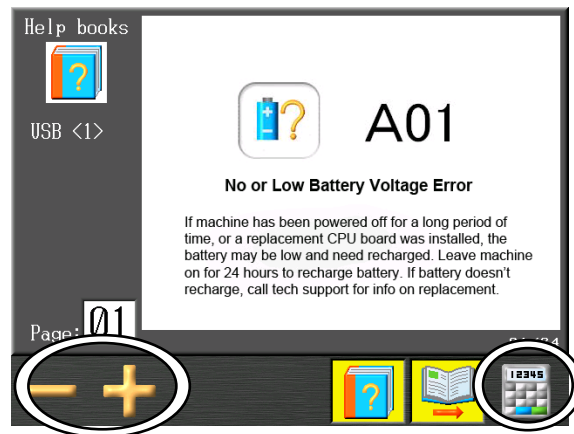 Help books
USB <1>
A01
No or Low Battery Voltage Error
If machine has been powered off for a long period of
time, or a replacement CPU board was installed, the
battery may be low and need recharged. Leave machine
on for 24 hours to recharge battery. If battery doesn't
recharge, call tech support for info on replacement.
Page: 01
12345